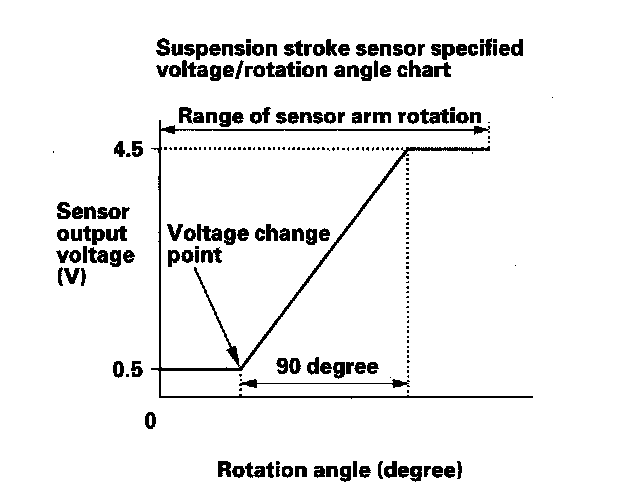 Suspension stroke sensor specified
voltage/rotation angle chart
Range of sensor arm rotation
4.5
Sensor
output
voltage
(V)
Voltage change
point
0.5
90 degree
0
Rotation angle (degree)